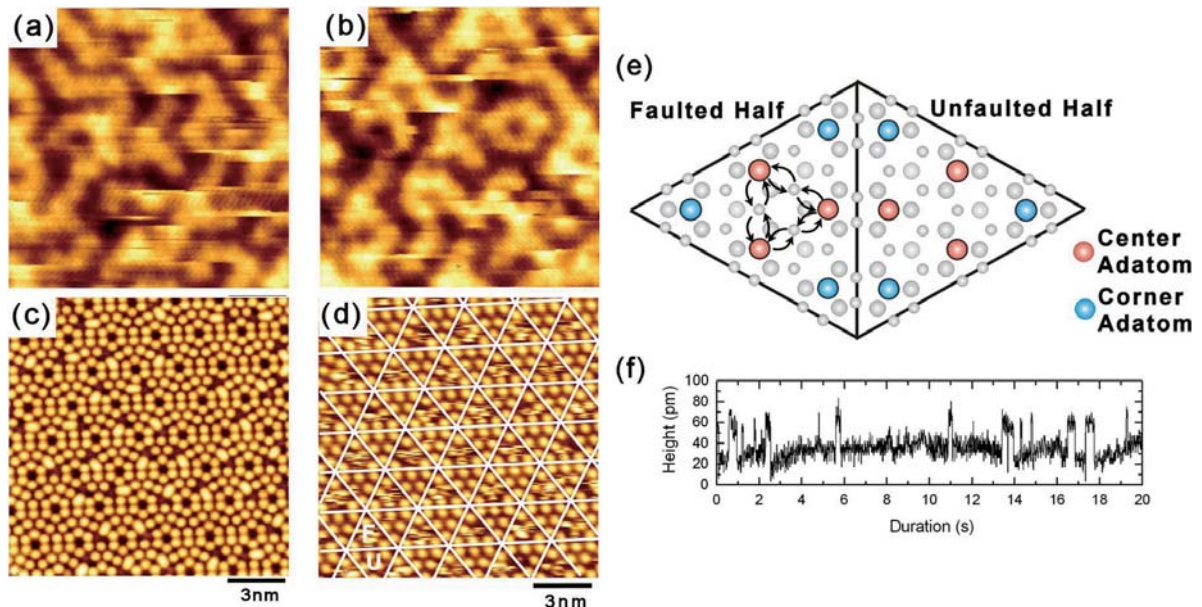 (a)
(b)
(c)
3nm
(d)
F
U
3nm
(e)
Faulted Half
Unfaulted Half
Center
Adatom
Corner
Adatom
(f)
Height (pm)
100
80
60
40
20
0
0 2 4 6 8 10 12 14 16 18 20
Duration (s)